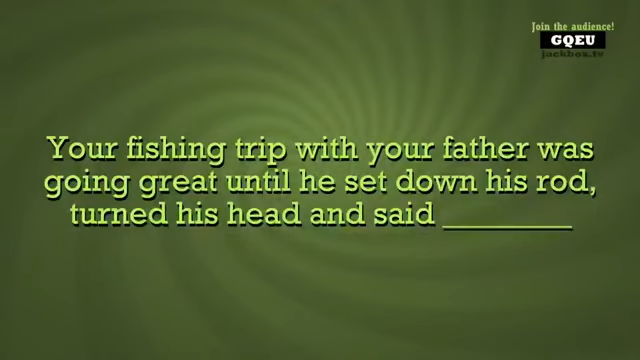 Join the audience!
GQEU
jackbox.tv
Your fishing trip with your father was
going great until he set down his rod,
turned his head and said ________